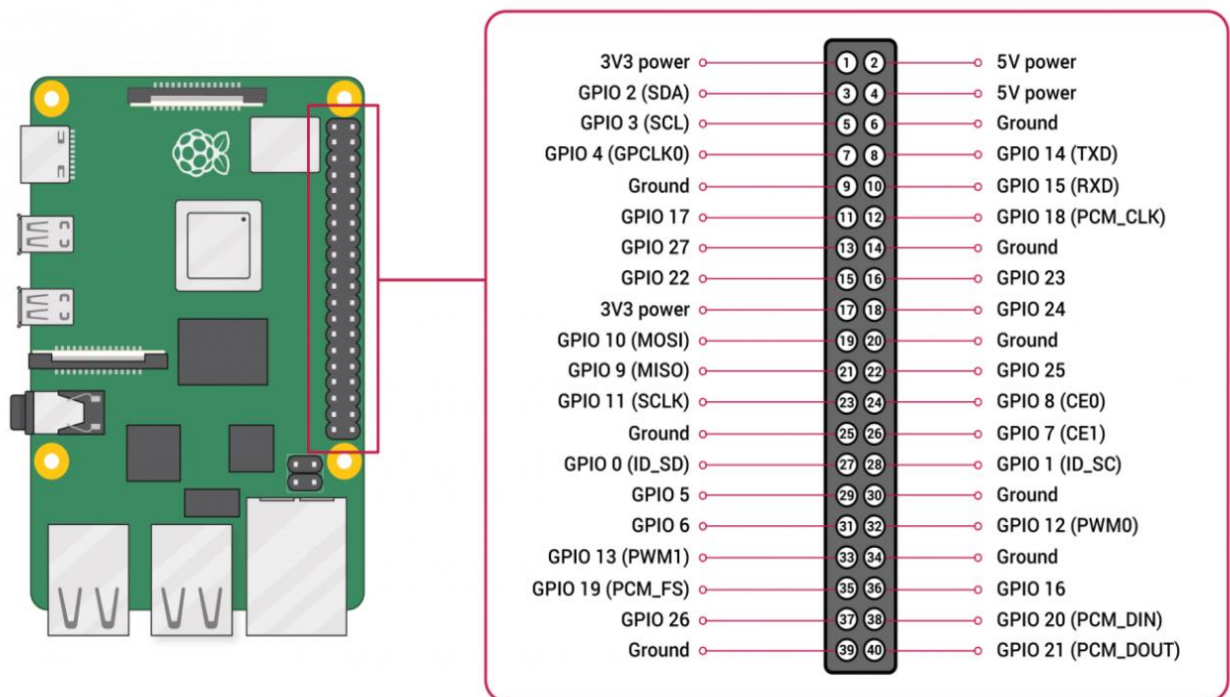 3V3 power 1 2 5V power
GPIO 2 (SDA) 3 4 5V power
GPIO 3 (SCL) 5 6 Ground
GPIO 4 (GPCLK0) 7 8 GPIO 14 (TXD)
Ground 9 10 GPIO 15 (RXD)
GPIO 17 11 12 GPIO 18 (PCM_CLK)
GPIO 27 13 14 Ground
GPIO 22 15 16 GPIO 23
3V3 power 17 18 GPIO 24
GPIO 10 (MOSI) 19 20 Ground
GPIO 9 (MISO) 21 22 GPIO 25
GPIO 11 (SCLK) 23 24 GPIO 8 (CE0)
Ground 25 26 GPIO 7 (CE1)
GPIO 0 (ID_SD) 27 28 GPIO 1 (ID_SC)
GPIO 5 29 30 Ground
GPIO 6 31 32 GPIO 12 (PWM0)
GPIO 13 (PWM1) 33 34 Ground
GPIO 19 (PCM_FS) 35 36 GPIO 16
GPIO 26 37 38 GPIO 20 (PCM_DIN)
Ground 39 40 GPIO 21 (PCM_DOUT)